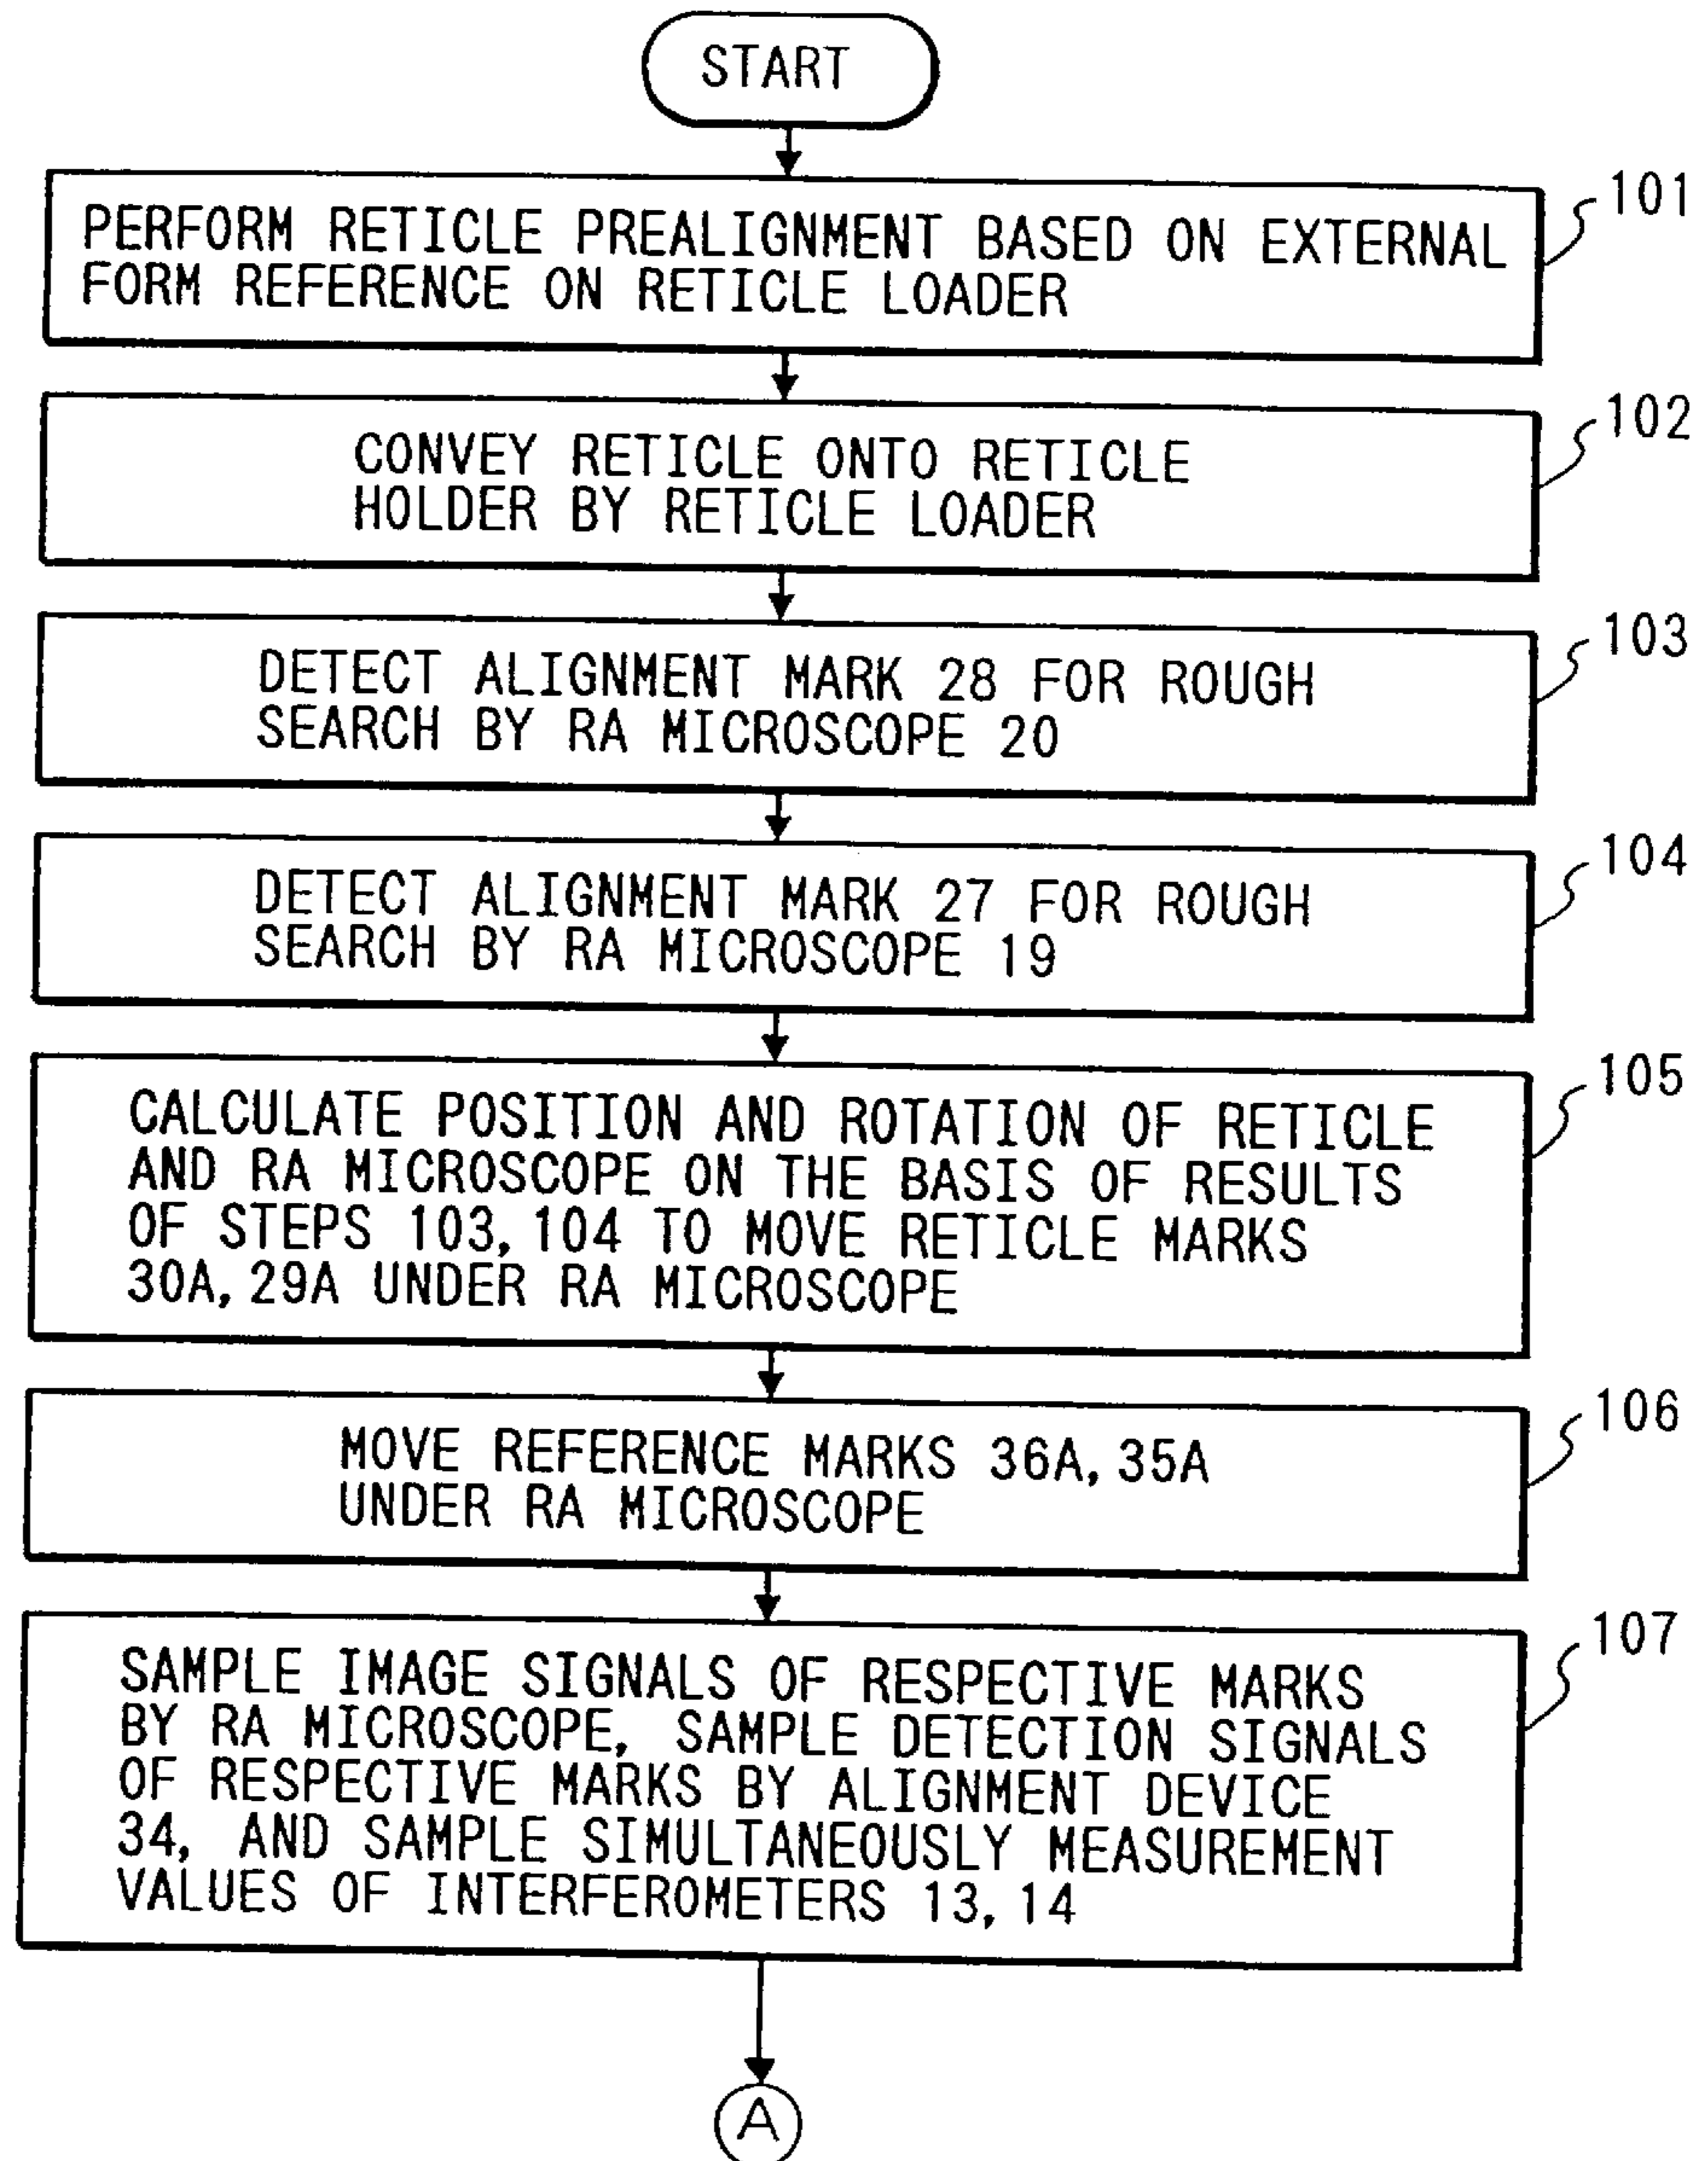 START
101
PERFORM RETICLE PREALIGNMENT BASED ON EXTERNAL
FORM REFERENCE ON RETICLE LOADER
102
CONVEY RETICLE ONTO RETICLE
HOLDER BY RETICLE LOADER
103
DETECT ALIGNMENT MARK 28 FOR ROUGH
SEARCH BY RA MICROSCOPE 20
104
DETECT ALIGNMENT MARK 27 FOR ROUGH
SEARCH BY RA MICROSCOPE 19
105
CALCULATE POSITION AND ROTATION OF RETICLE
AND RA MICROSCOPE ON THE BASIS OF RESULTS
OF STEPS 103, 104 TO MOVE RETICLE MARKS
30A, 29A UNDER RA MICROSCOPE
106
MOVE REFERENCE MARKS 36A, 35A
UNDER RA MICROSCOPE
107
SAMPLE IMAGE SIGNALS OF RESPECTIVE MARKS
BY RA MICROSCOPE, SAMPLE DETECTION SIGNALS
OF RESPECTIVE MARKS BY ALIGNMENT DEVICE
34, AND SAMPLE SIMULTANEOUSLY MEASUREMENT
VALUES OF INTERFEROMETERS 13, 14
A